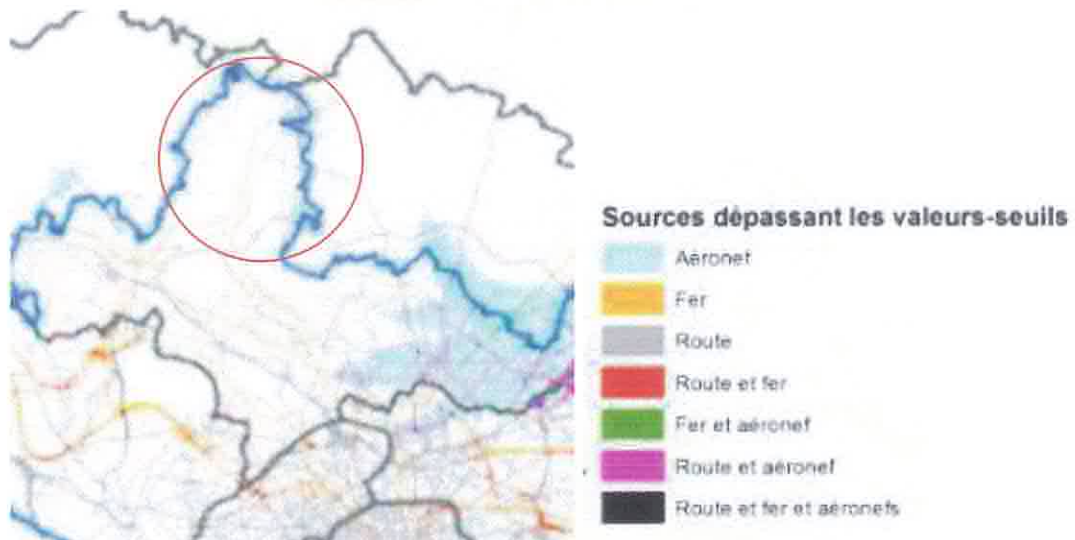 Sources dépassant les valeurs-seuils
Aéronef
Fer
Route
Route et fer
Fer et aéronef
Route et aéronef
Route et fer et aéronefs